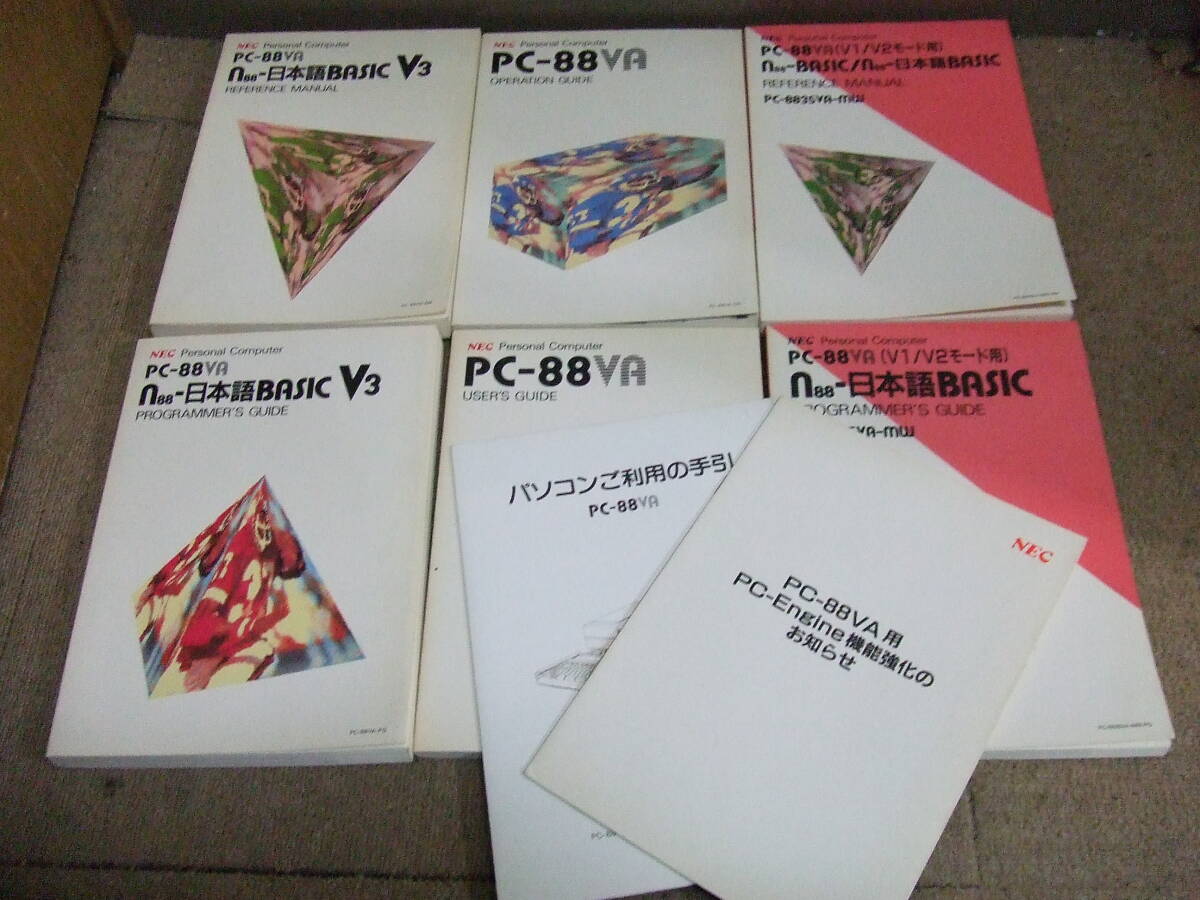 NEC Personal Computer
PC-88VA
N88-日本語BASIC V3
REFERENCE MANUAL
NEC Personal Computer
PC-88VA
OPERATION GUIDE
NEC Personal Computer
PC-88VA(V1/V2モード用)
N88-BASIC/N88-日本語BASIC
REFERENCE MANUAL
PC-8835VA-MW
NEC Personal Computer
PC-88VA
N88-日本語BASIC V3
PROGRAMMER'S GUIDE
PC-88VA-PG
NEC Personal Computer
PC-88VA
USER'S GUIDE
NEC Personal Computer
PC-88VA(V1/V2モード用)
N88-日本語BASIC
PROGRAMMER'S GUIDE
VA-MW
パソコンご利用の手引
PC-88VA
NEC
PC-88VA用
PC-Engine機能強化の
お知らせ